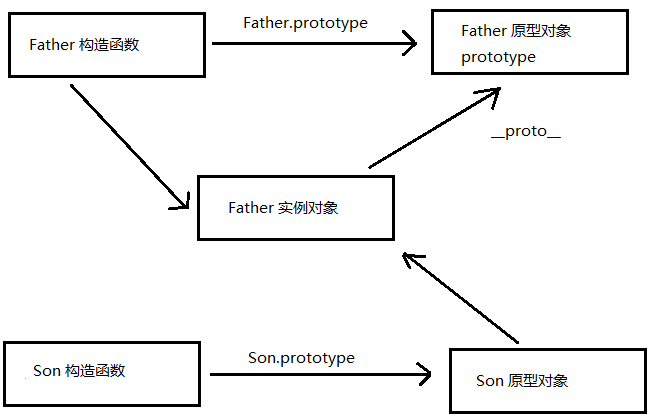 Father 构造函数
Father.prototype
Father 原型对象
prototype
__proto__
Father 实例对象
Son 构造函数
Son.prototype
Son 原型对象